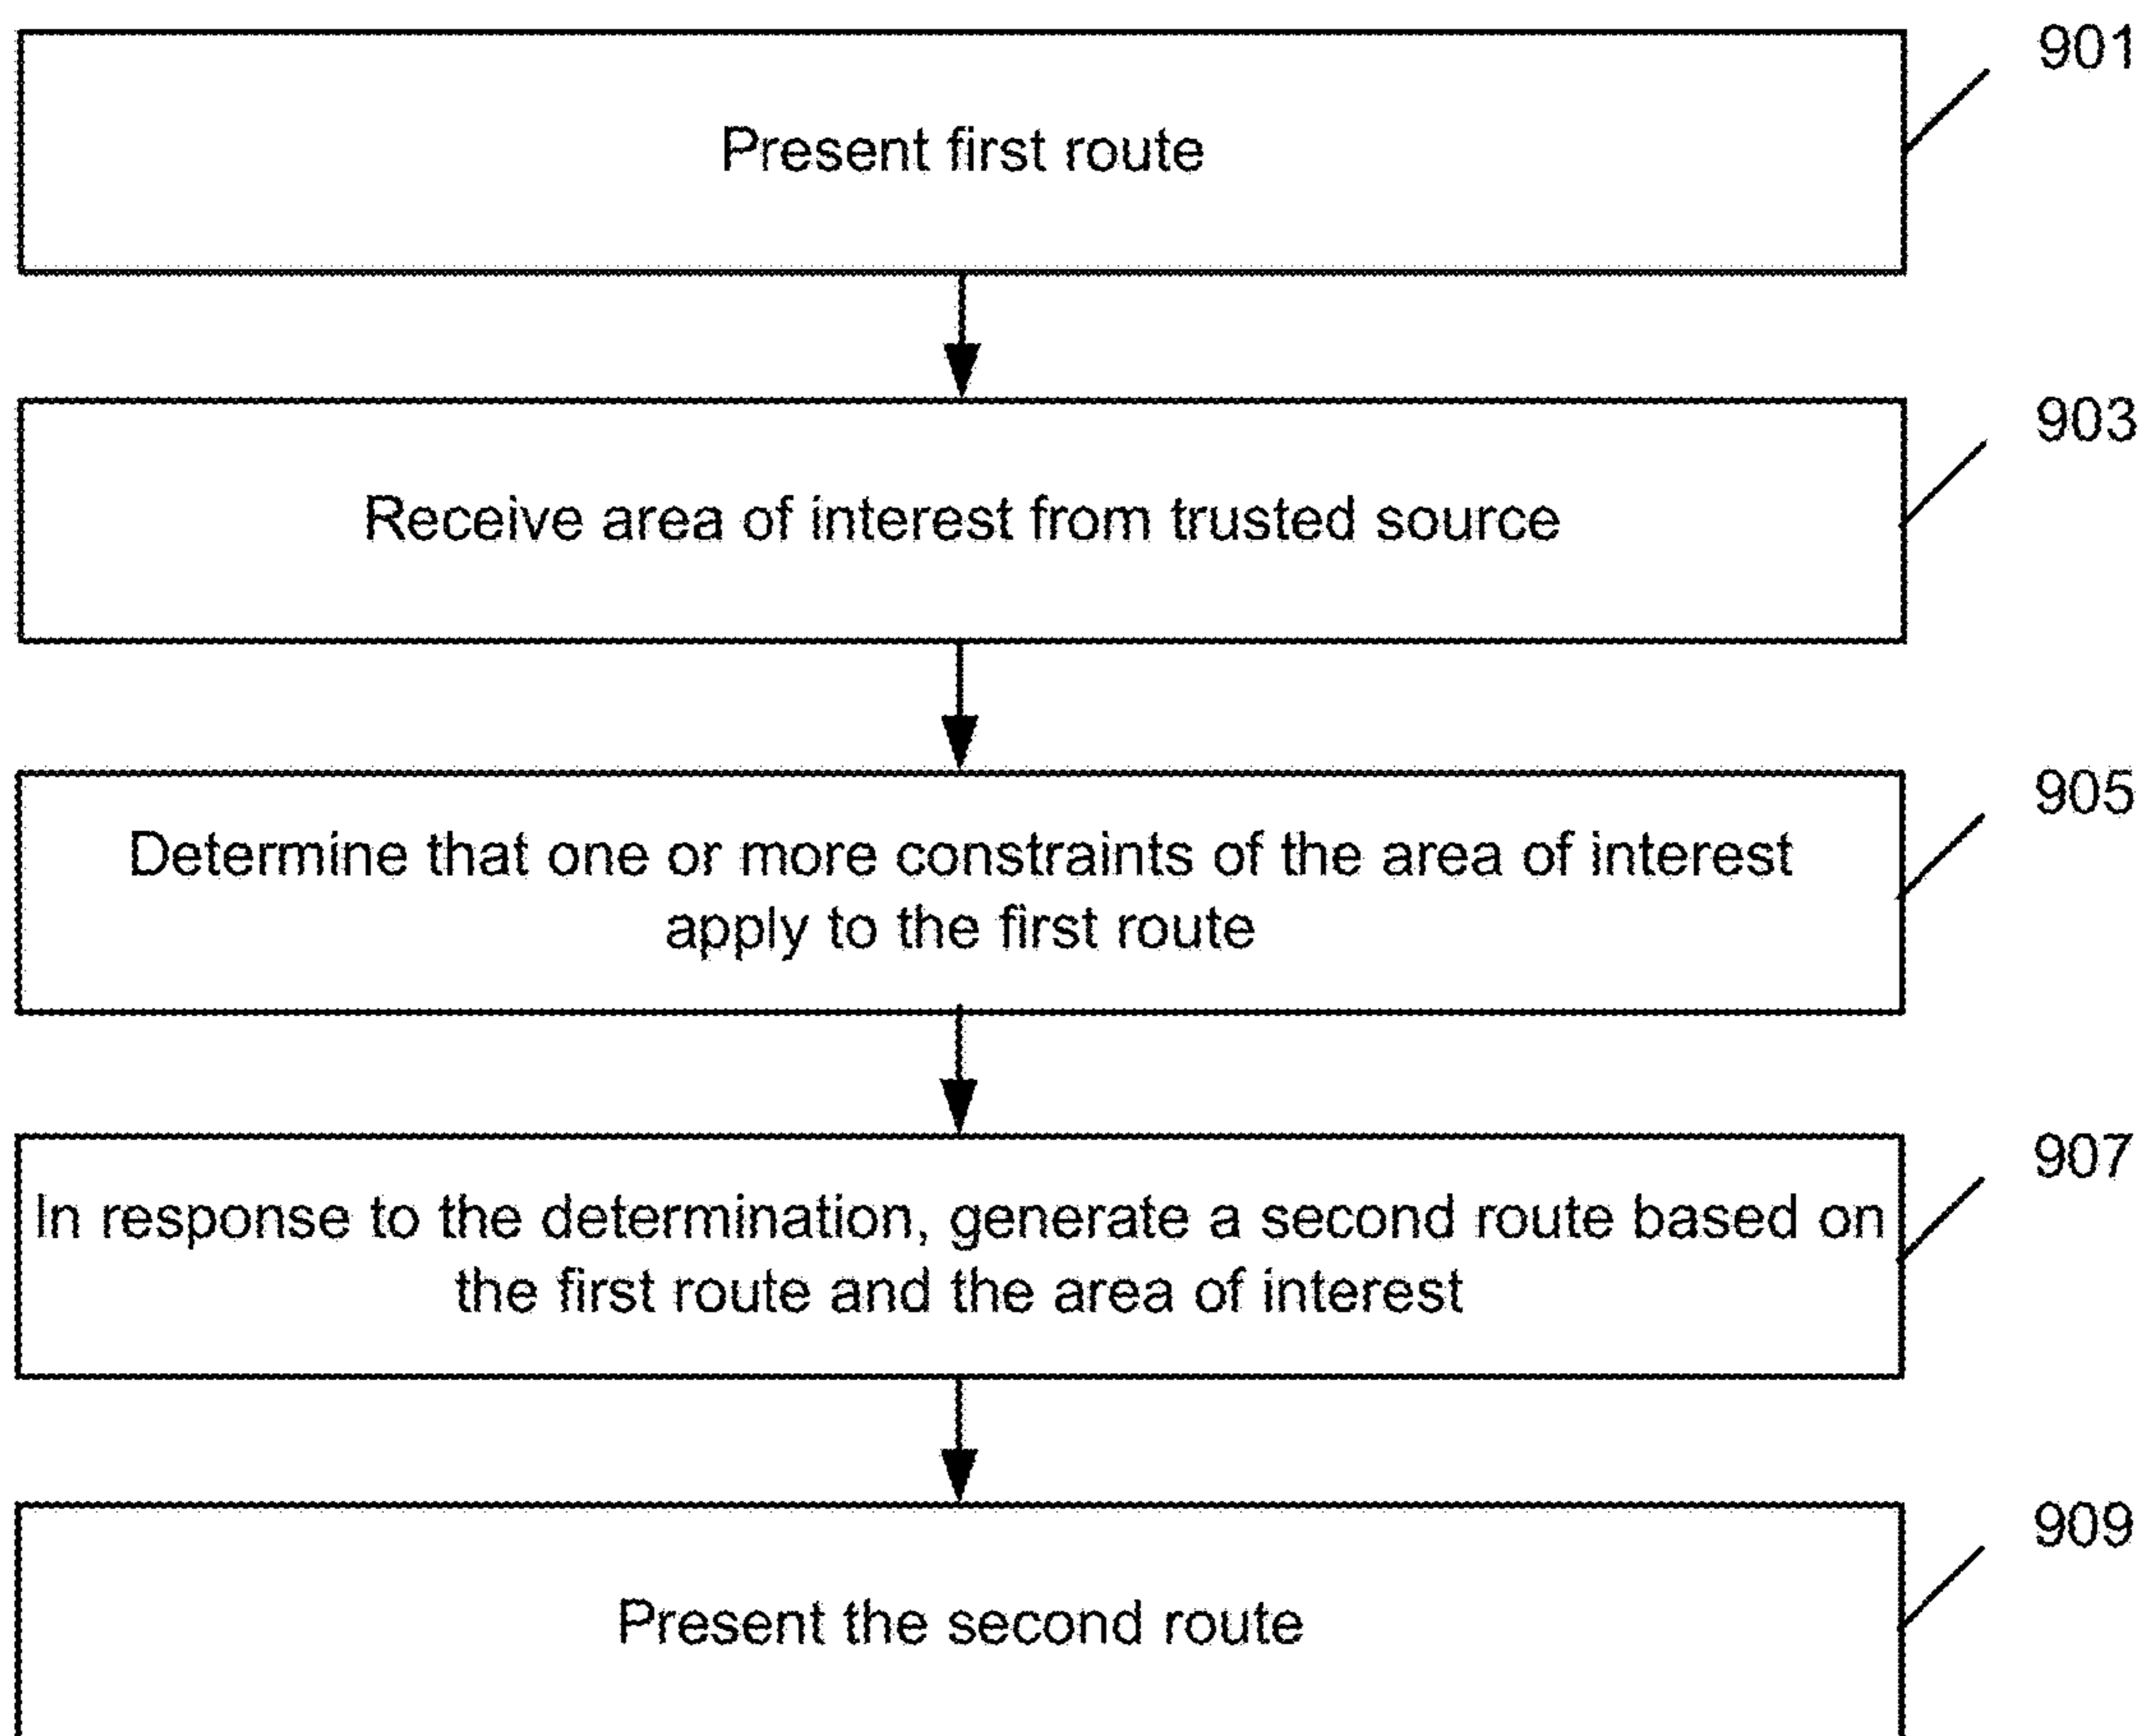 901
Present first route
903
Receive area of interest from trusted source
905
Determine that one or more constraints of the area of interest
apply to the first route
907
In response to the determination, generate a second route based on
the first route and the area of interest
909
Present the second route